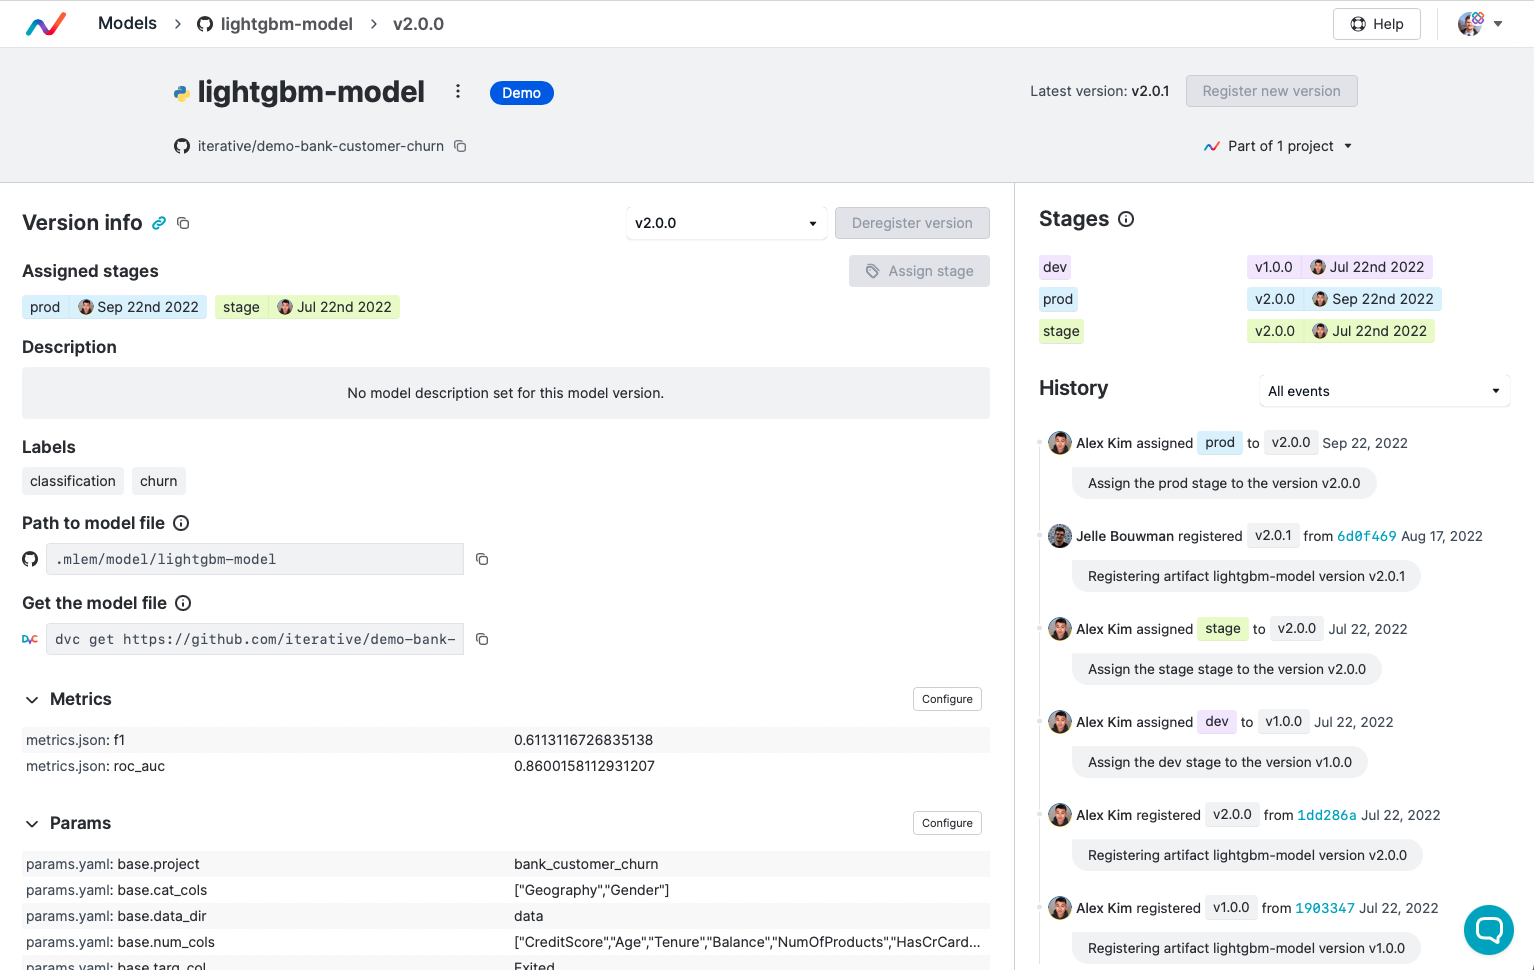 Models > lightgbm-model > v2.0.0
Help
lightgbm-model
Demo
Latest version: v2.0.1
Register new version
iterative/demo-bank-customer-churn
Part of 1 project
Version info
v2.0.0
Deregister version
Assigned stages
Assign stage
prod Sep 22nd 2022
stage Jul 22nd 2022
Description
No model description set for this model version.
Labels
classification
churn
Path to model file
.mlem/model/lightgbm-model
Get the model file
DVC
dvc get https://github.com/iterative/demo-bank-
Metrics
Configure
metrics.json: f1 0.6113116726835138
metrics.json: roc_auc 0.8600158112931207
Params
Configure
params.yaml: base.project bank_customer_churn
params.yaml: base.cat_cols ["Geography","Gender"]
params.yaml: base.data_dir data
params.yaml: base.num_cols ["CreditScore","Age","Tenure","Balance","NumOfProducts","HasCrCard...
params.yaml: base.targ_col Exited
Stages
dev v1.0.0 Jul 22nd 2022
prod v2.0.0 Sep 22nd 2022
stage v2.0.0 Jul 22nd 2022
History
All events
Alex Kim assigned prod to v2.0.0 Sep 22, 2022
Assign the prod stage to the version v2.0.0
Jelle Bouwman registered v2.0.1 from 6d0f469 Aug 17, 2022
Registering artifact lightgbm-model version v2.0.1
Alex Kim assigned stage to v2.0.0 Jul 22, 2022
Assign the stage stage to the version v2.0.0
Alex Kim assigned dev to v1.0.0 Jul 22, 2022
Assign the dev stage to the version v1.0.0
Alex Kim registered v2.0.0 from 1dd286a Jul 22, 2022
Registering artifact lightgbm-model version v2.0.0
Alex Kim registered v1.0.0 from 1903347 Jul 22, 2022
Registering artifact lightgbm-model version v1.0.0